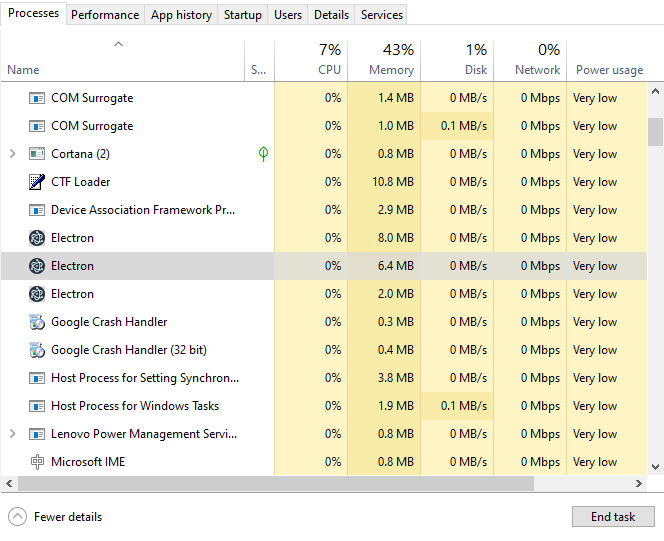 Processes Performance App history Startup Users Details Services
7% 43% 1% 0%
Name S... CPU Memory Disk Network Power usage
COM Surrogate 0% 1.4 MB 0 MB/s 0 Mbps Very low
COM Surrogate 0% 1.0 MB 0.1 MB/s 0 Mbps Very low
Cortana (2) 0% 0.8 MB 0 MB/s 0 Mbps Very low
CTF Loader 0% 10.8 MB 0 MB/s 0 Mbps Very low
Device Association Framework Pr... 0% 2.9 MB 0 MB/s 0 Mbps Very low
Electron 0% 8.0 MB 0 MB/s 0 Mbps Very low
Electron 0% 6.4 MB 0 MB/s 0 Mbps Very low
Electron 0% 2.0 MB 0 MB/s 0 Mbps Very low
Google Crash Handler 0% 0.3 MB 0 MB/s 0 Mbps Very low
Google Crash Handler (32 bit) 0% 0.4 MB 0 MB/s 0 Mbps Very low
Host Process for Setting Synchron... 0% 3.8 MB 0 MB/s 0 Mbps Very low
Host Process for Windows Tasks 0% 1.9 MB 0.1 MB/s 0 Mbps Very low
Lenovo Power Management Servi... 0% 0.8 MB 0 MB/s 0 Mbps Very low
Microsoft IME 0% 0.8 MB 0 MB/s 0 Mbps Very low
Fewer details End task